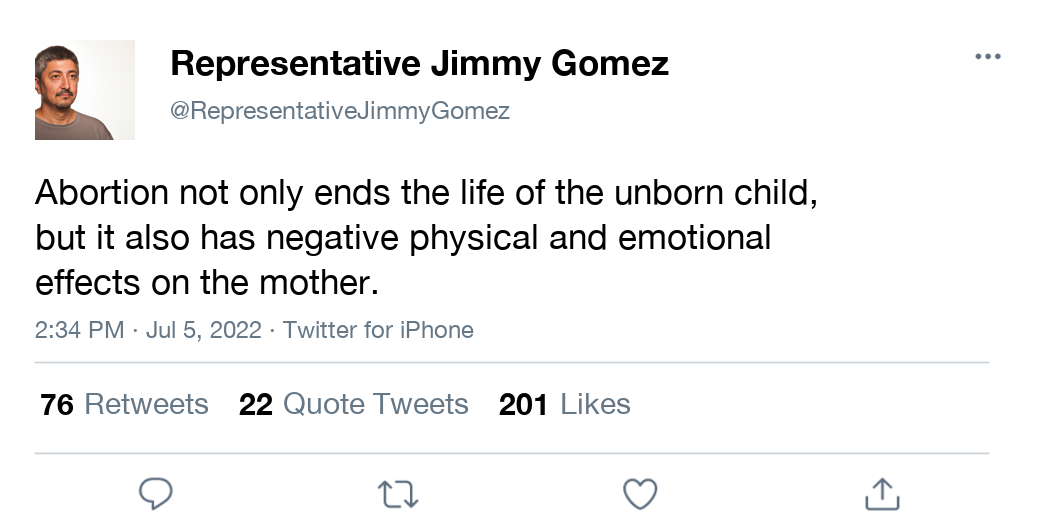 Representative Jimmy Gomez
@RepresentativeJimmyGomez
Abortion not only ends the life of the unborn child,
but it also has negative physical and emotional
effects on the mother.
2:34 PM · Jul 5, 2022 · Twitter for iPhone
76 Retweets 22 Quote Tweets 201 Likes